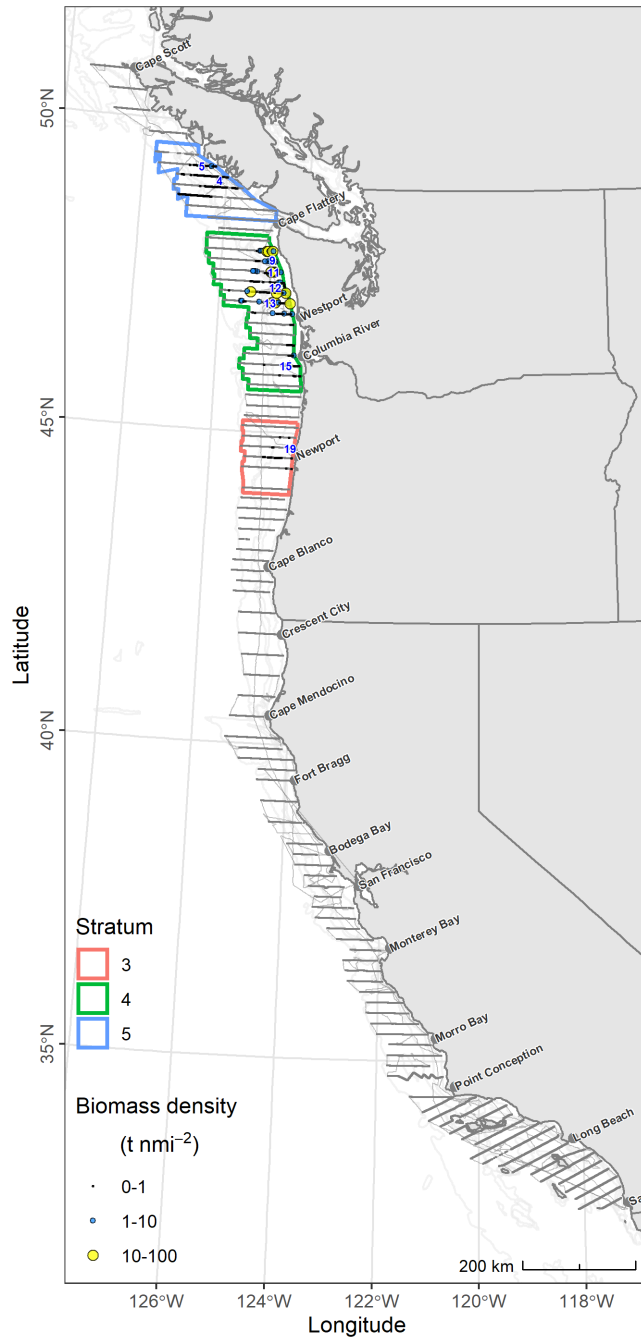 Cape Scott
50°N
5
4
Cape Flattery
9
11
12
13
Westport
Columbia River
15
45°N
19
Newport
Cape Blanco
Crescent City
Latitude
Cape Mendocino
40°N
Fort Bragg
Bodega Bay
San Francisco
Stratum
Monterey Bay
3
4
5
Morro Bay
35°N
Point Conception
Biomass density
(t nmi⁻²)
Long Beach
0-1
Sa
1-10
10-100
200 km
126°W
124°W
122°W
120°W
118°W
Longitude